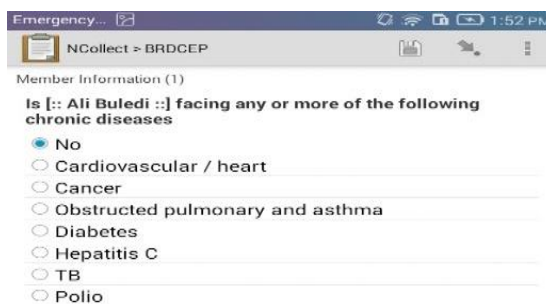 Emergency... 1:52 PM
NCollect > BRDCEP
Member Information (1)
Is [:: Ali Buledi ::] facing any or more of the following
chronic diseases
No
Cardiovascular / heart
Cancer
Obstructed pulmonary and asthma
Diabetes
Hepatitis C
TB
Polio